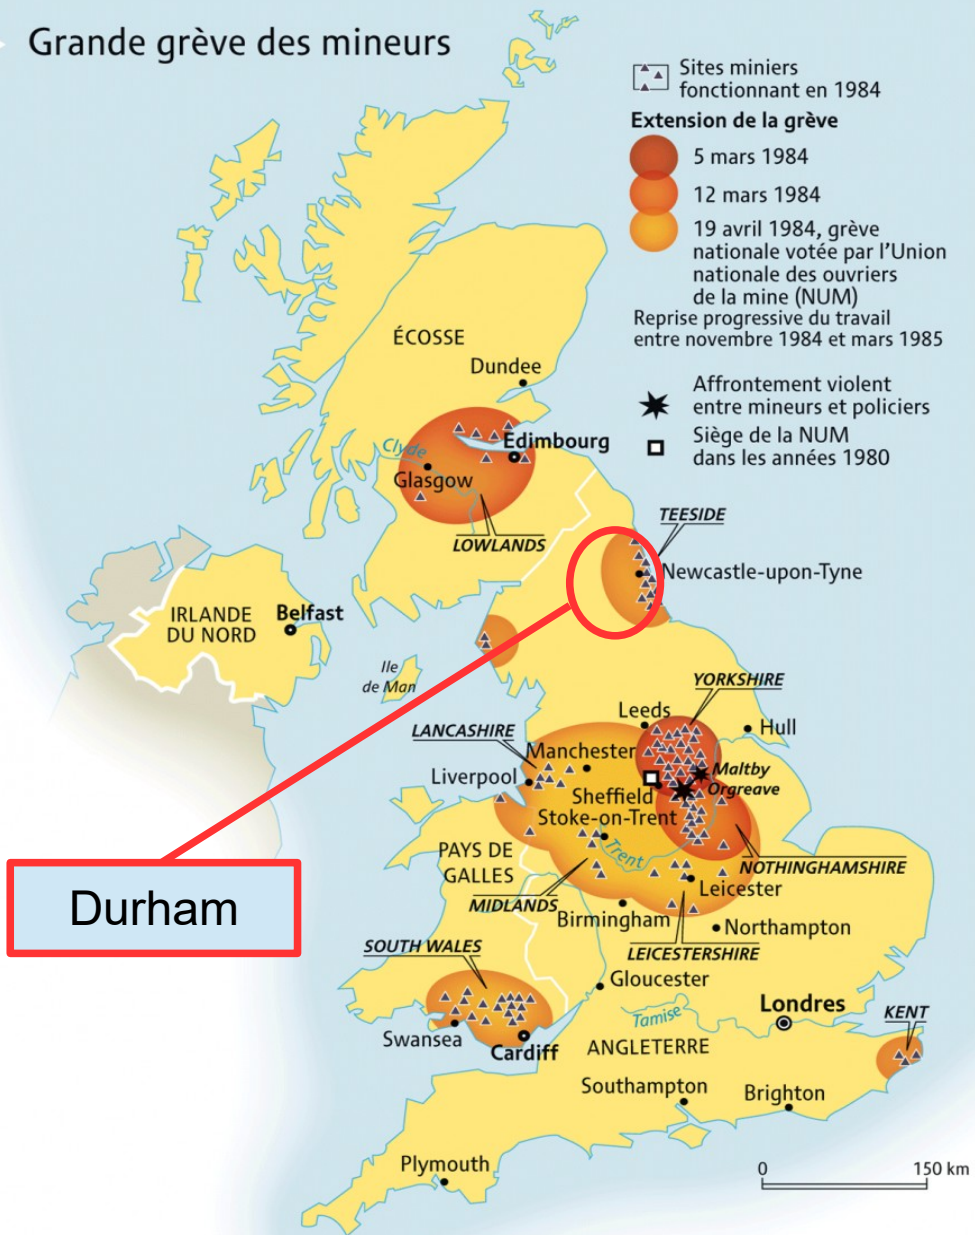 Grande grève des mineurs
Sites miniers
fonctionnant en 1984
Extension de la grève
5 mars 1984
12 mars 1984
19 avril 1984, grève
nationale votée par l'Union
nationale des ouvriers
de la mine (NUM)
Reprise progressive du travail
entre novembre 1984 et mars 1985
Affrontement violent
entre mineurs et policiers
Siège de la NUM
dans les années 1980
ÉCOSSE
Dundee
Clyde
Edimbourg
Glasgow
LOWLANDS
TEESIDE
Newcastle-upon-Tyne
IRLANDE
DU NORD
Belfast
Ile
de Man
YORKSHIRE
Leeds
Hull
LANCASHIRE
Manchester
Liverpool
Maltby
Orgreave
Sheffield
Stoke-on-Trent
Trent
PAYS DE
GALLES
NOTHINGHAMSHIRE
Leicester
MIDLANDS
Birmingham
Northampton
LEICESTERSHIRE
Durham
SOUTH WALES
Gloucester
Londres
Tamise
KENT
Swansea
Cardiff
ANGLETERRE
Southampton
Brighton
Plymouth
0 150 km